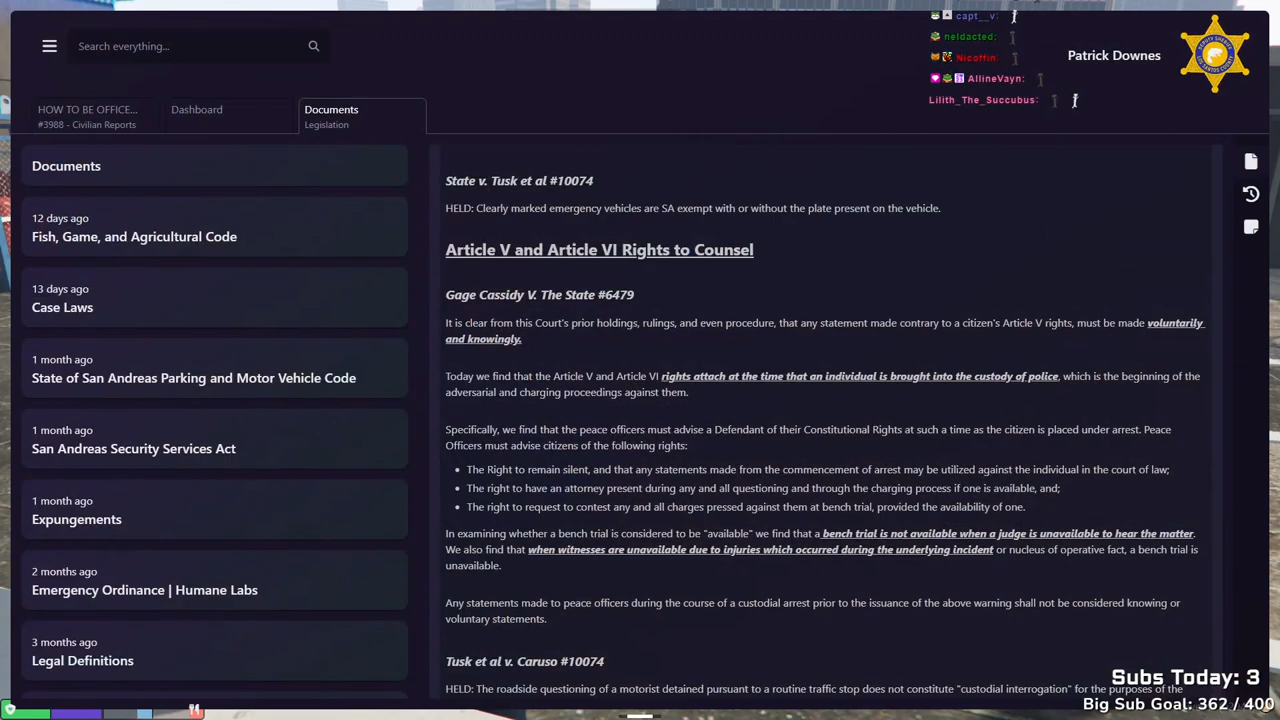 Search everything...
capt__v:
neldacted:
Nicoffin:
AllineVayn:
Lilith_The_Succubus:
Patrick Downes
HOW TO BE OFFICE...
#3988 - Civilian Reports
Dashboard
Documents
Legislation
Documents
12 days ago
Fish, Game, and Agricultural Code
13 days ago
Case Laws
1 month ago
State of San Andreas Parking and Motor Vehicle Code
1 month ago
San Andreas Security Services Act
1 month ago
Expungements
2 months ago
Emergency Ordinance | Humane Labs
3 months ago
Legal Definitions
State v. Tusk et al #10074
HELD: Clearly marked emergency vehicles are SA exempt with or without the plate present on the vehicle.
Article V and Article VI Rights to Counsel
Gage Cassidy V. The State #6479
It is clear from this Court's prior holdings, rulings, and even procedure, that any statement made contrary to a citizen's Article V rights, must be made voluntarily
and knowingly.
Today we find that the Article V and Article VI rights attach at the time that an individual is brought into the custody of police, which is the beginning of the
adversarial and charging proceedings against them.
Specifically, we find that the peace officers must advise a Defendant of their Constitutional Rights at such a time as the citizen is placed under arrest. Peace
Officers must advise citizens of the following rights:
• The Right to remain silent, and that any statements made from the commencement of arrest may be utilized against the individual in the court of law;
• The right to have an attorney present during any and all questioning and through the charging process if one is available, and;
• The right to request to contest any and all charges pressed against them at bench trial, provided the availability of one.
In examining whether a bench trial is considered to be "available" we find that a bench trial is not available when a judge is unavailable to hear the matter.
We also find that when witnesses are unavailable due to injuries which occurred during the underlying incident or nucleus of operative fact, a bench trial is
unavailable.
Any statements made to peace officers during the course of a custodial arrest prior to the issuance of the above warning shall not be considered knowing or
voluntary statements.
Tusk et al v. Caruso #10074
HELD: The roadside questioning of a motorist detained pursuant to a routine traffic stop does not constitute "custodial interrogation" for the purposes of the
Subs Today: 3
Big Sub Goal: 362 / 400